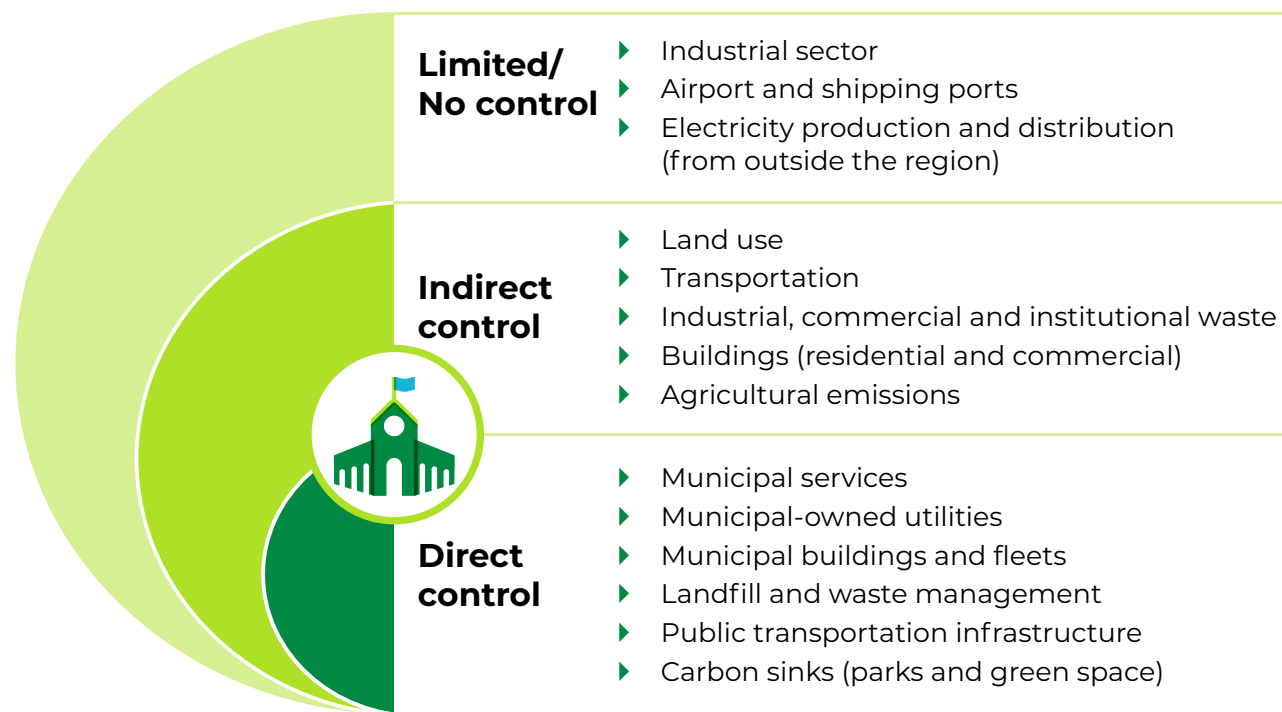 Limited/
No control
Industrial sector
Airport and shipping ports
Electricity production and distribution
(from outside the region)
Indirect
control
Land use
Transportation
Industrial, commercial and institutional waste
Buildings (residential and commercial)
Agricultural emissions
Direct
control
Municipal services
Municipal-owned utilities
Municipal buildings and fleets
Landfill and waste management
Public transportation infrastructure
Carbon sinks (parks and green space)